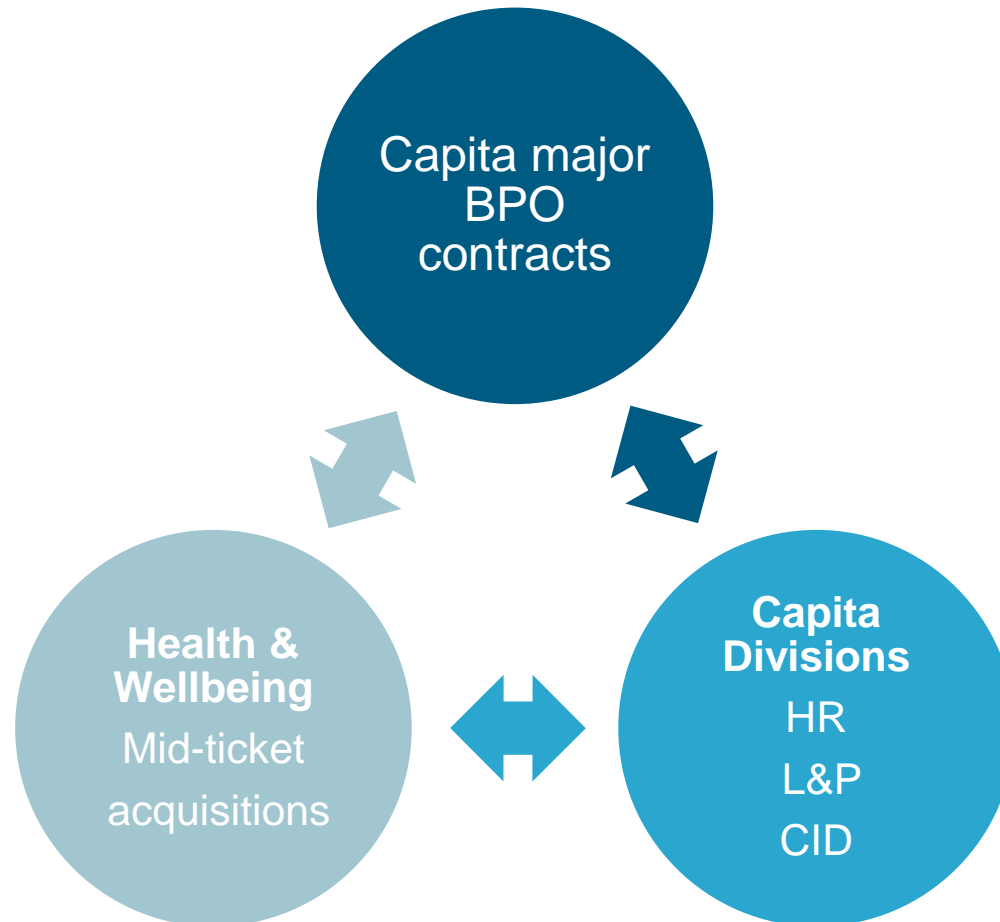 Capita major
BPO
contracts
Health &
Wellbeing
Mid-ticket
acquisitions
Capita
Divisions
HR
L&P
CID